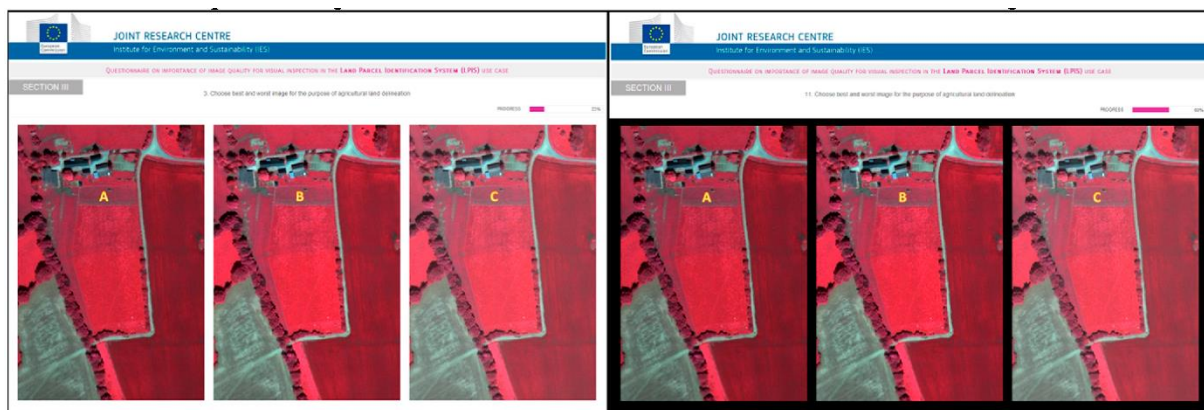 European
Commission
JOINT RESEARCH CENTRE
Institute for Environment and Sustainability (IES)
QUESTIONNAIRE ON IMPORTANCE OF IMAGE QUALITY FOR VISUAL INSPECTION IN THE LAND PARCEL IDENTIFICATION SYSTEM (LPIS) USE CASE
SECTION III
3. Choose best and worst image for the purpose of agricultural land delineation
PROGRESS
A
B
C
European
Commission
JOINT RESEARCH CENTRE
Institute for Environment and Sustainability (IES)
QUESTIONNAIRE ON IMPORTANCE OF IMAGE QUALITY FOR VISUAL INSPECTION IN THE LAND PARCEL IDENTIFICATION SYSTEM (LPIS) USE CASE
SECTION III
11. Choose best and worst image for the purpose of agricultural land delineation
PROGRESS
A
B
C